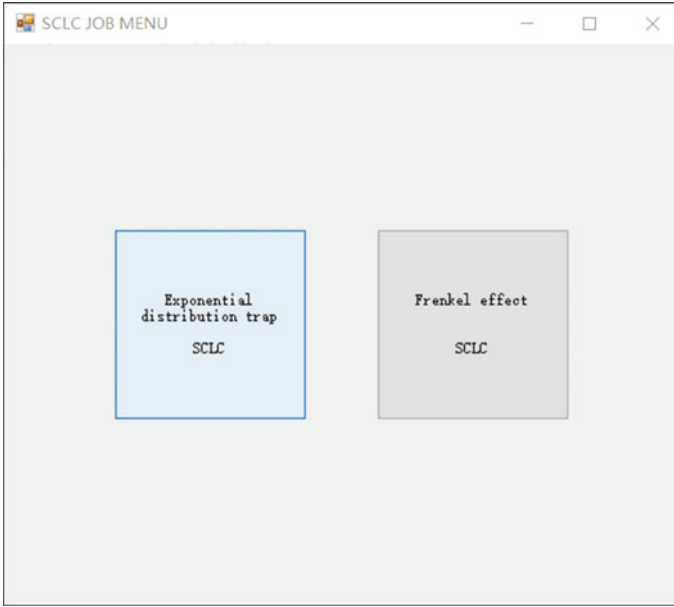 SCLC JOB MENU
Exponential
distribution trap
SCLC
Frenkel effect
SCLC